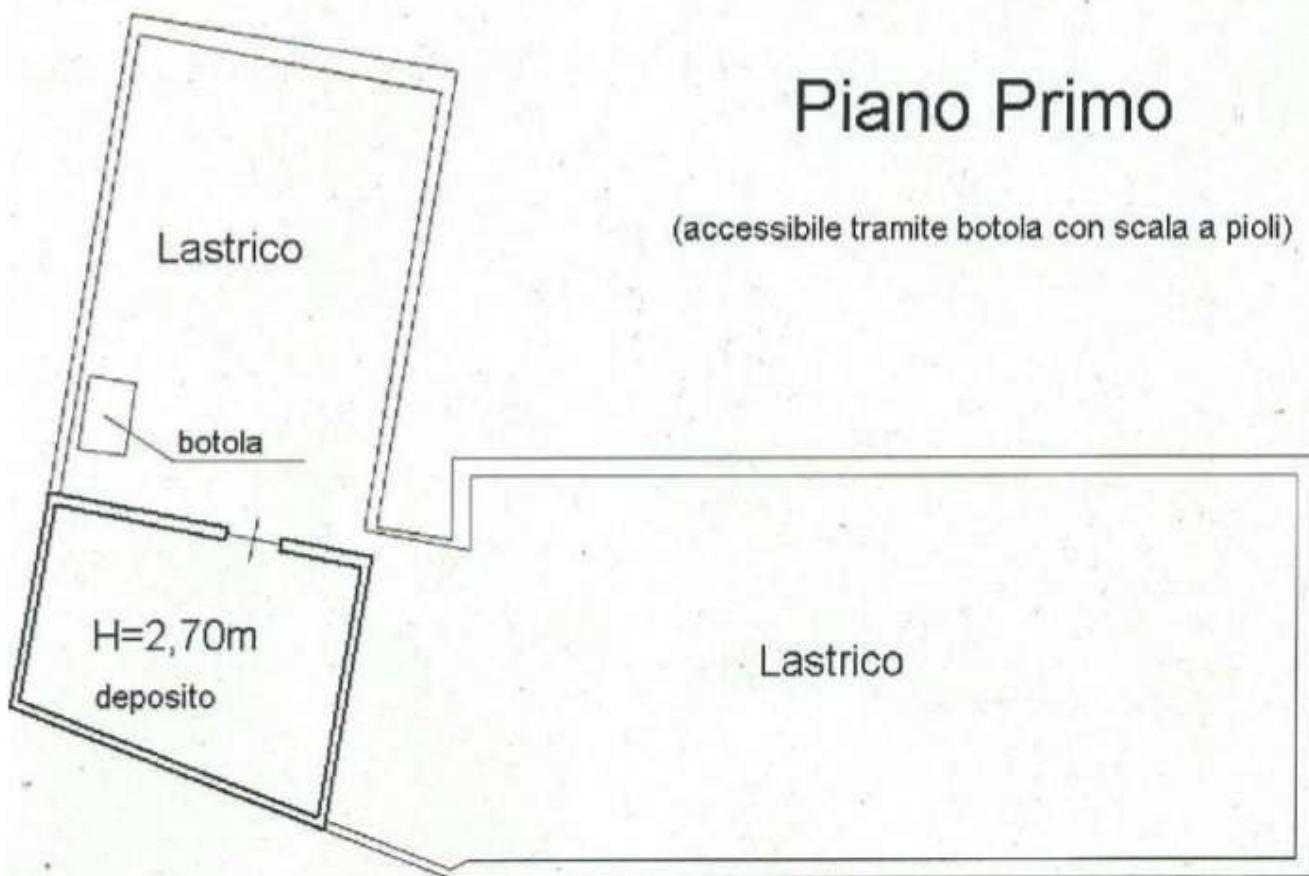 Piano Primo
(accessibile tramite botola con scala a pioli)
Lastrico
botola
H=2,70m
deposito
Lastrico